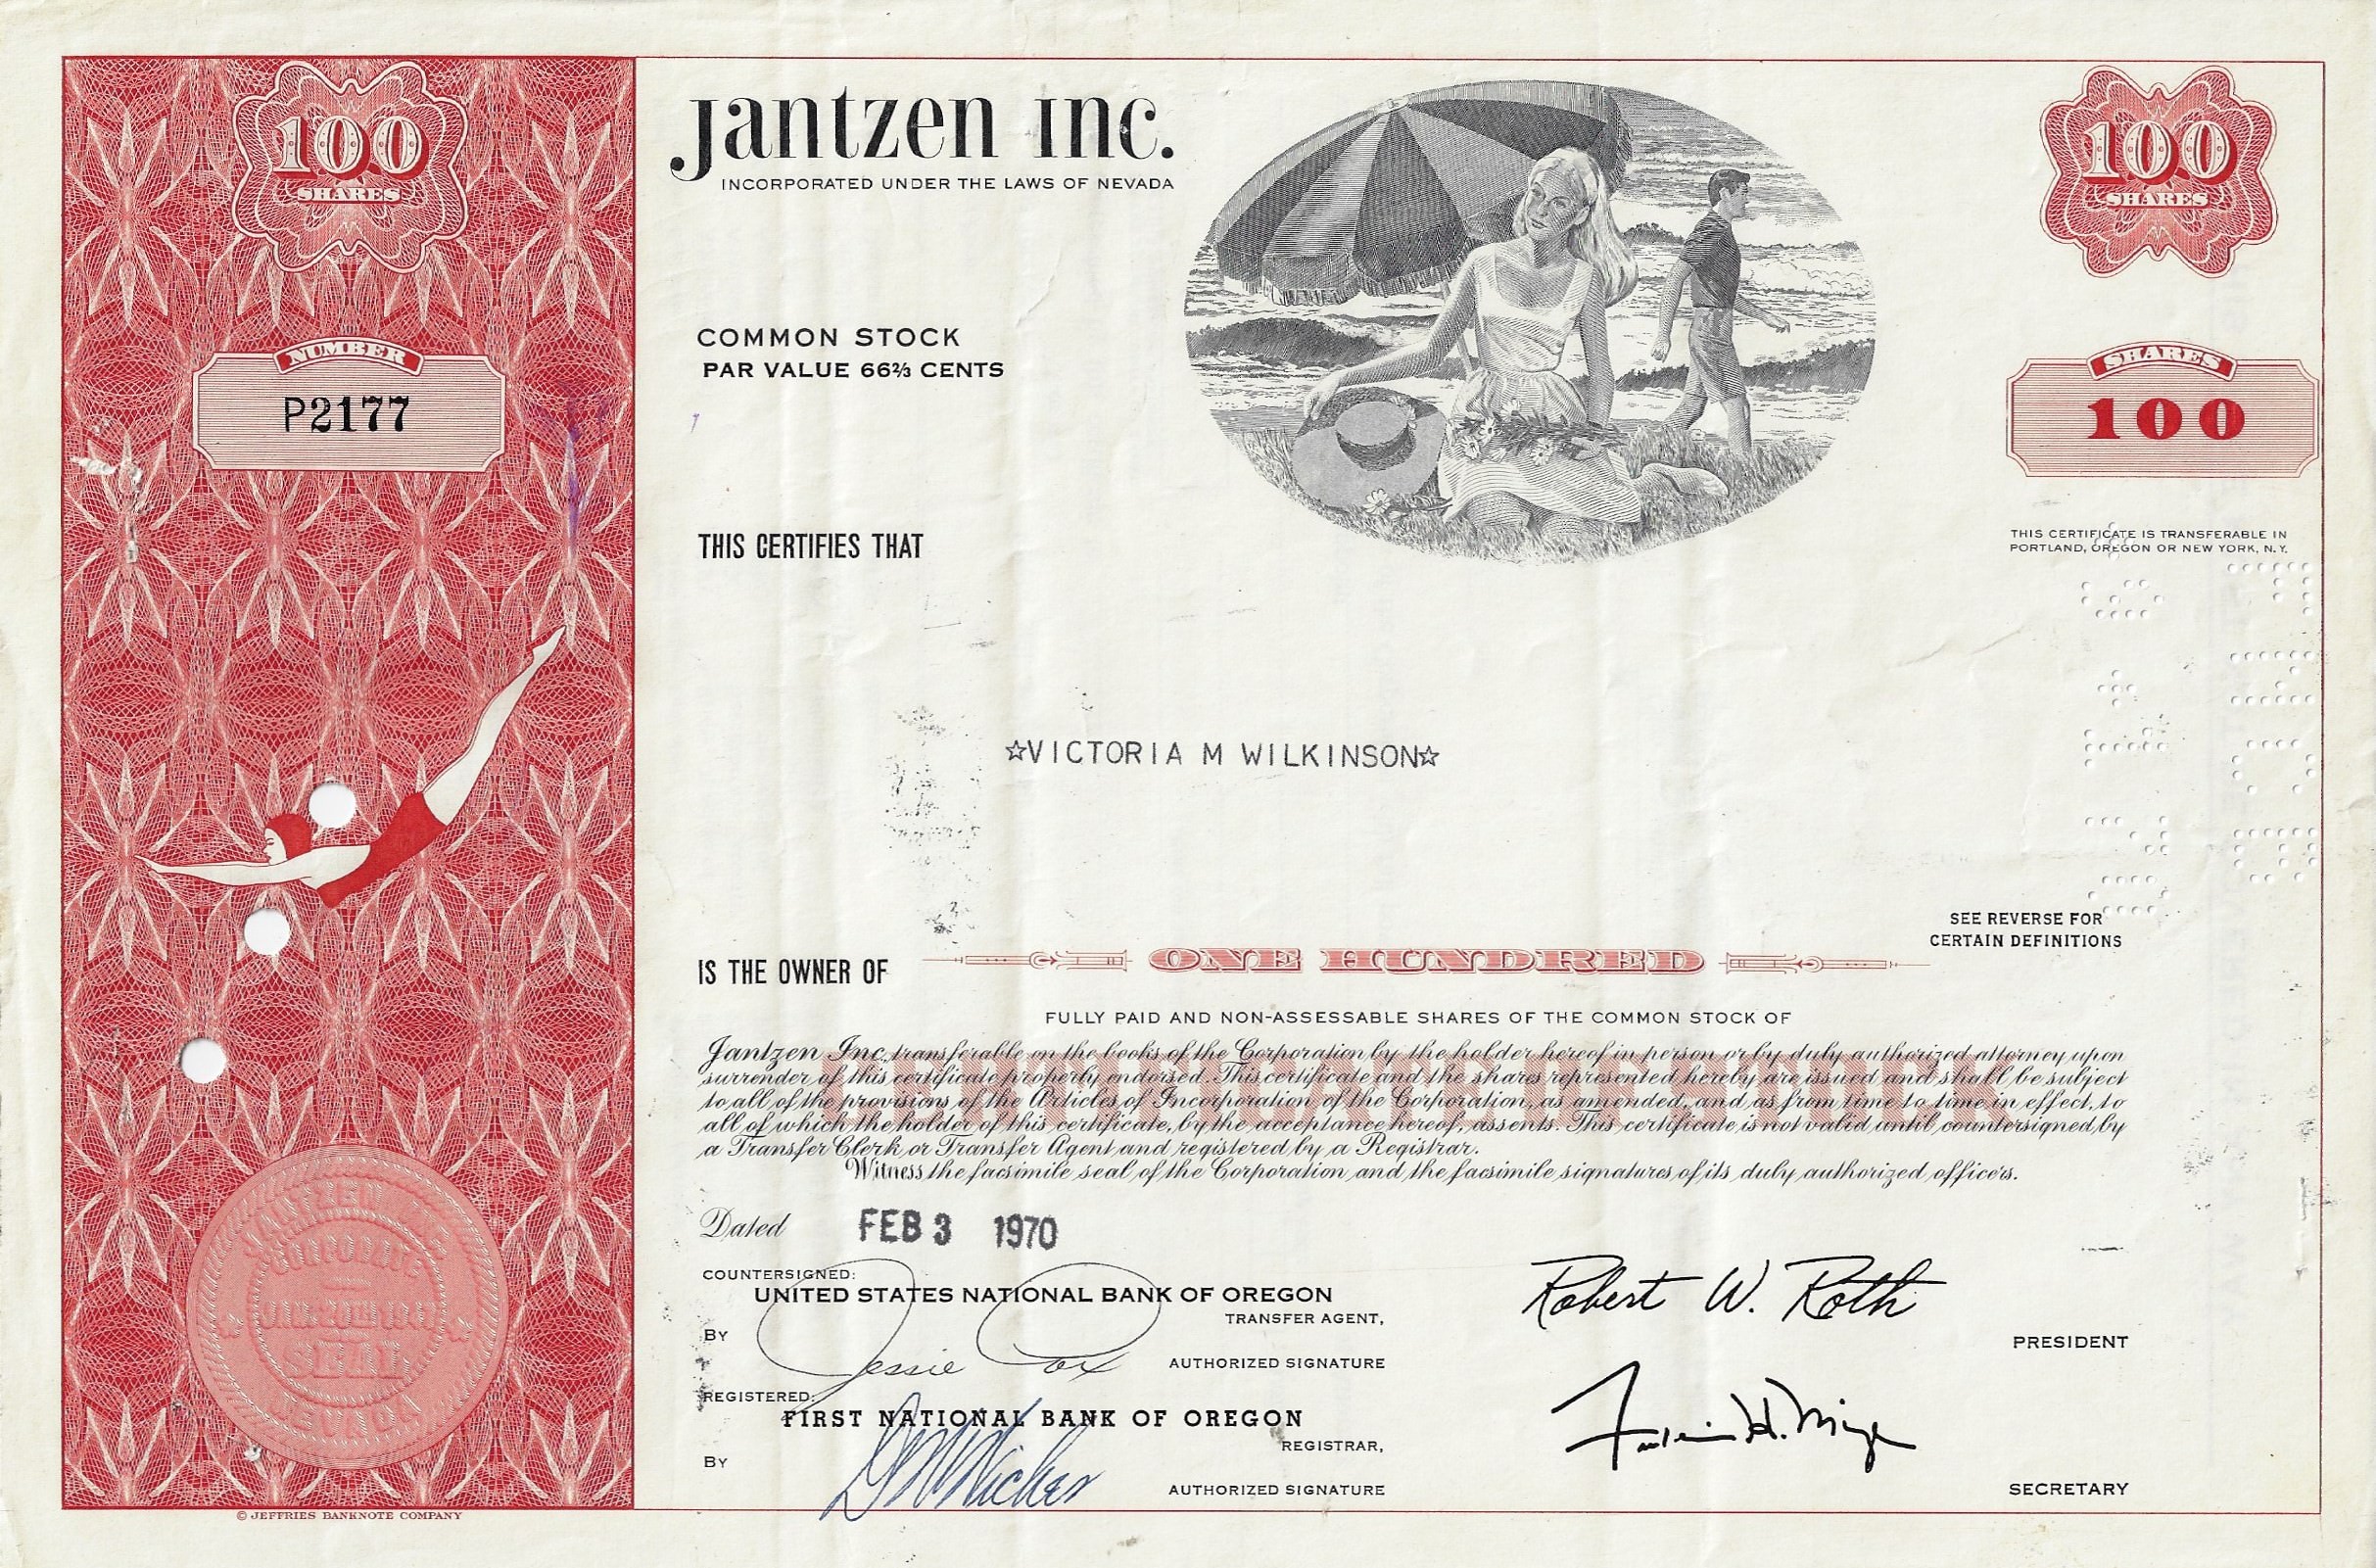 100
SHARES
Jantzen Inc.
INCORPORATED UNDER THE LAWS OF NEVADA
100
SHARES
NUMBER
P2177
COMMON STOCK
PAR VALUE 66⅔ CENTS
SHARES
100
THIS CERTIFICATE IS TRANSFERABLE IN
PORTLAND, OREGON OR NEW YORK, N.Y.
THIS CERTIFIES THAT
☆VICTORIA M WILKINSON☆
SEE REVERSE FOR
CERTAIN DEFINITIONS
IS THE OWNER OF
ONE HUNDRED
FULLY PAID AND NON-ASSESSABLE SHARES OF THE COMMON STOCK OF
Jantzen Inc, transferable on the books of the Corporation by the holder hereof in person or by duly authorized attorney upon
surrender of this certificate properly endorsed. This certificate and the shares represented hereby are issued and shall be subject
to all of the provisions of the Articles of Incorporation of the Corporation, as amended, and as from time to time in effect, to
all of which the holder of this certificate, by the acceptance hereof, assents. This certificate is not valid until countersigned by
a Transfer Clerk or Transfer Agent and registered by a Registrar.
Witness the facsimile seal of the Corporation and the facsimile signatures of its duly authorized officers.
Dated FEB 3 1970
COUNTERSIGNED:
UNITED STATES NATIONAL BANK OF OREGON
TRANSFER AGENT,
BY Jessie Cox
AUTHORIZED SIGNATURE
Robert W. Roth
PRESIDENT
REGISTERED:
FIRST NATIONAL BANK OF OREGON
REGISTRAR,
BY
AUTHORIZED SIGNATURE
SECRETARY
JANTZEN INC.
CORPORATE
SEAL
NEVADA
© JEFFRIES BANKNOTE COMPANY